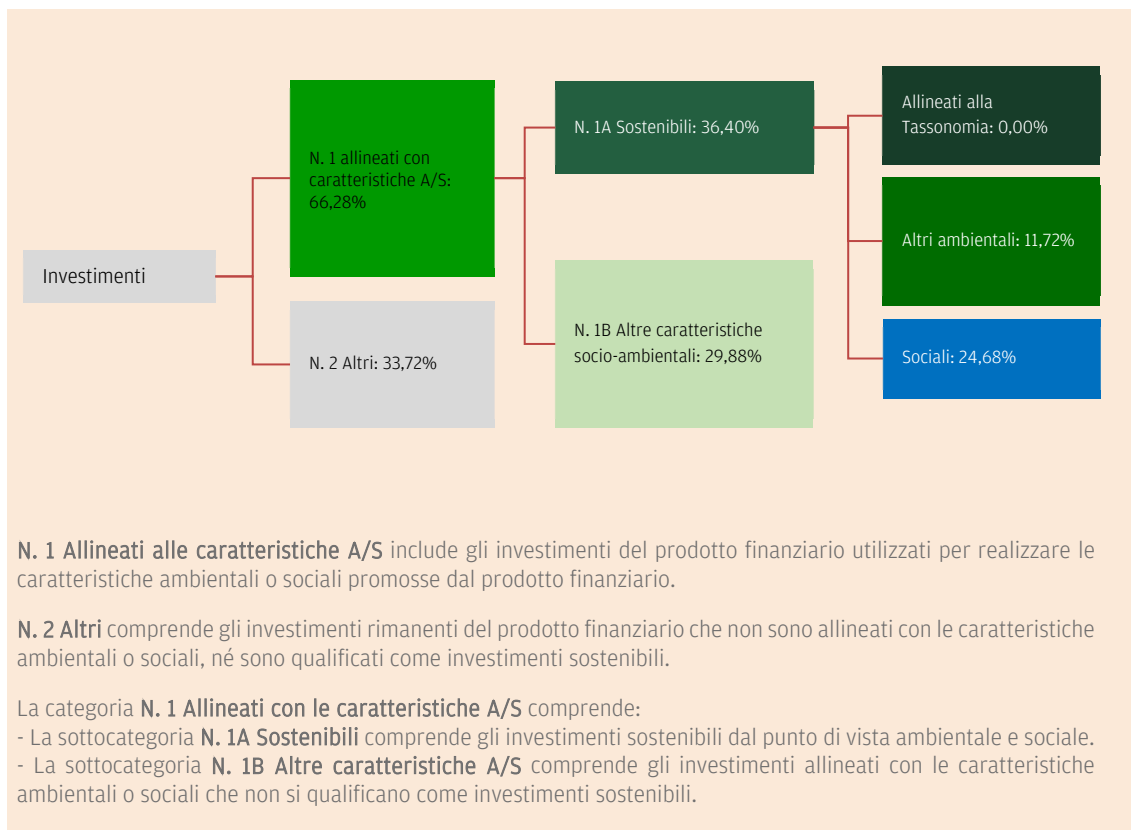 Investimenti
N. 1 allineati con
caratteristiche A/S:
66,28%
N. 2 Altri: 33,72%
N. 1A Sostenibili: 36,40%
N. 1B Altre caratteristiche
socio-ambientali: 29,88%
Allineati alla
Tassonomia: 0,00%
Altri ambientali: 11,72%
Sociali: 24,68%
N. 1 Allineati alle caratteristiche A/S include gli investimenti del prodotto finanziario utilizzati per realizzare le
caratteristiche ambientali o sociali promosse dal prodotto finanziario.
N. 2 Altri comprende gli investimenti rimanenti del prodotto finanziario che non sono allineati con le caratteristiche
ambientali o sociali, né sono qualificati come investimenti sostenibili.
La categoria N. 1 Allineati con le caratteristiche A/S comprende:
- La sottocategoria N. 1A Sostenibili comprende gli investimenti sostenibili dal punto di vista ambientale e sociale.
- La sottocategoria N. 1B Altre caratteristiche A/S comprende gli investimenti allineati con le caratteristiche
ambientali o sociali che non si qualificano come investimenti sostenibili.